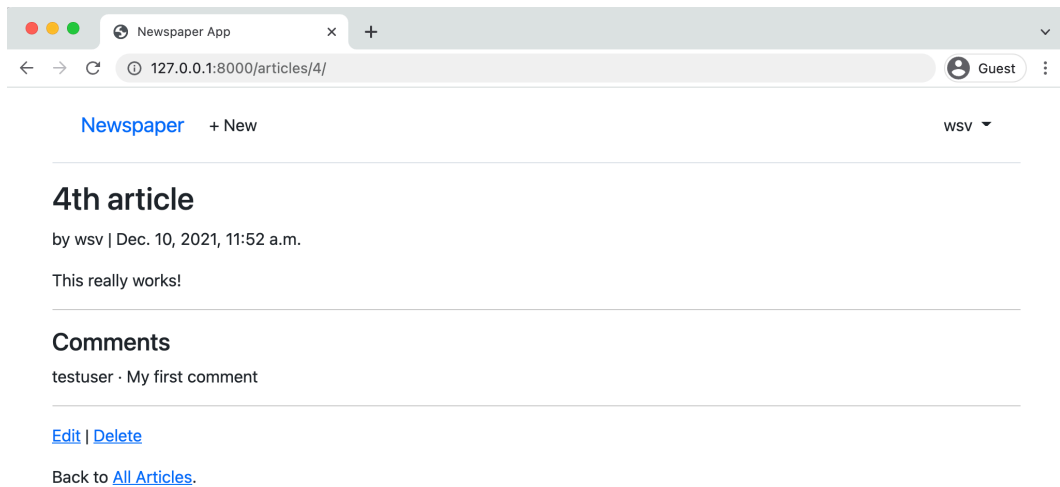 Newspaper App
127.0.0.1:8000/articles/4/
Guest
Newspaper + New wsv
4th article
by wsv | Dec. 10, 2021, 11:52 a.m.
This really works!
Comments
testuser · My first comment
Edit | Delete
Back to All Articles.